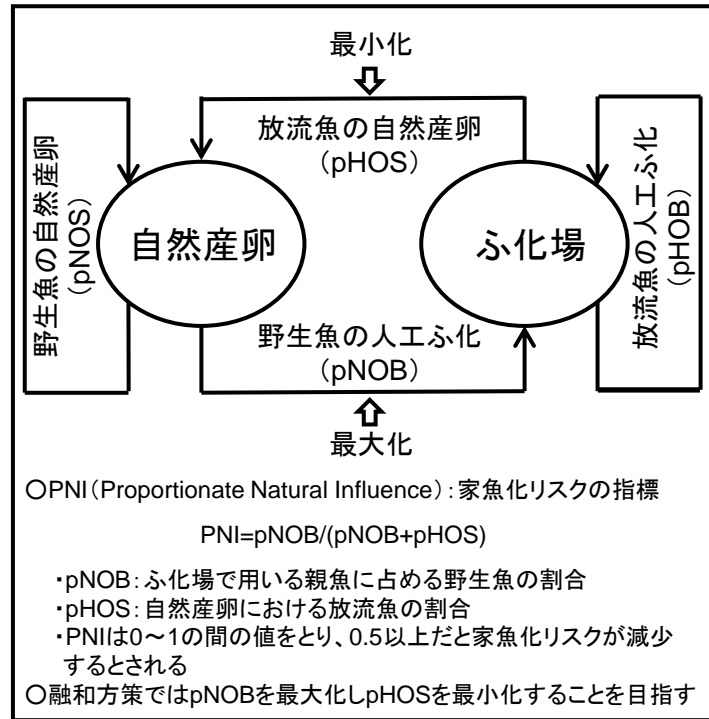 最小化
放流魚の自然産卵
(pHOS)
野生魚の自然産卵
(pNOS)
自然産卵
ふ化場
放流魚の人工ふ化
(pHOB)
野生魚の人工ふ化
(pNOB)
最大化
○PNI(Proportionate Natural Influence):家魚化リスクの指標
PNI=pNOB/(pNOB+pHOS)
・pNOB:ふ化場で用いる親魚に占める野生魚の割合
・pHOS:自然産卵における放流魚の割合
・PNIは0〜1の間の値をとり、0.5以上だと家魚化リスクが減少
するとされる
○融和方策ではpNOBを最大化しpHOSを最小化することを目指す